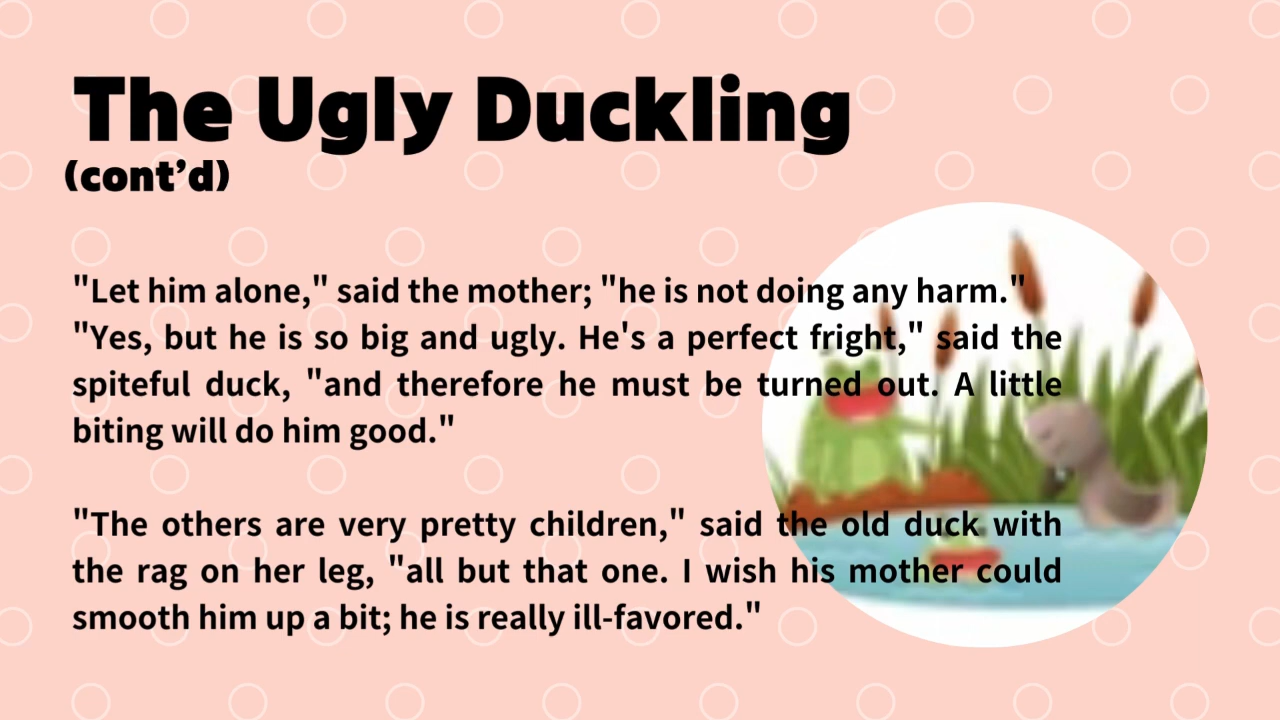 The Ugly Duckling
(cont’d)
"Let him alone," said the mother; "he is not doing any harm."
"Yes, but he is so big and ugly. He's a perfect fright," said the
spiteful duck, "and therefore he must be turned out. A little
biting will do him good."
"The others are very pretty children," said the old duck with
the rag on her leg, "all but that one. I wish his mother could
smooth him up a bit; he is really ill-favored."